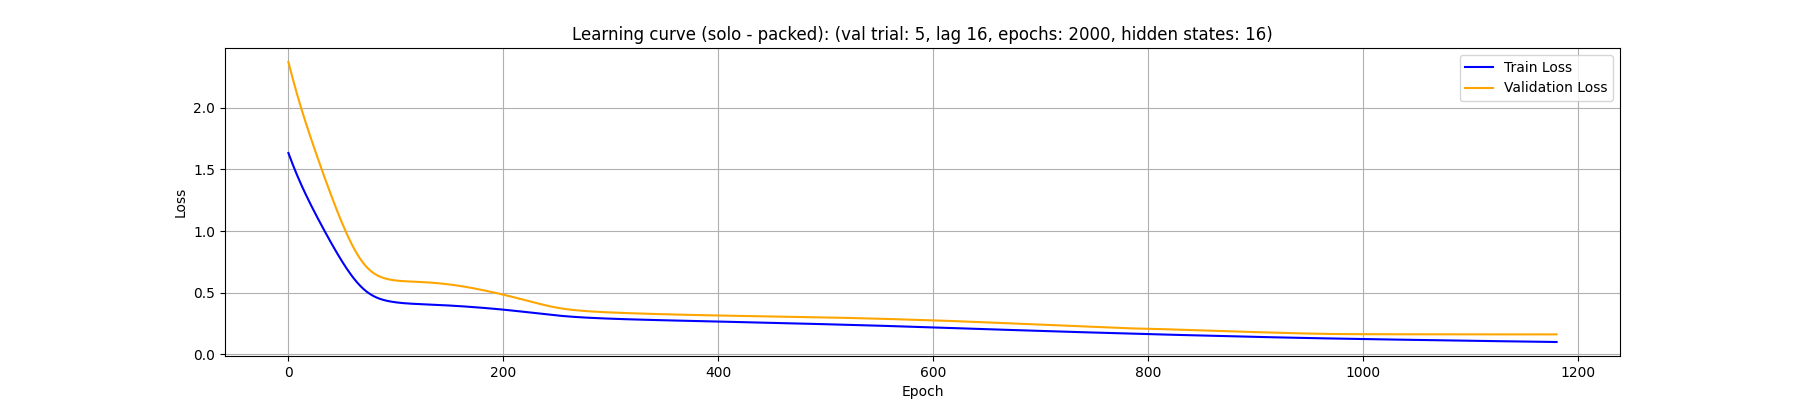 Learning curve (solo - packed): (val trial: 5, lag 16, epochs: 2000, hidden states: 16)
Train Loss
Validation Loss
2.0
1.5
1.0
0.5
0.0
Loss
0 200 400 600 800 1000 1200
Epoch